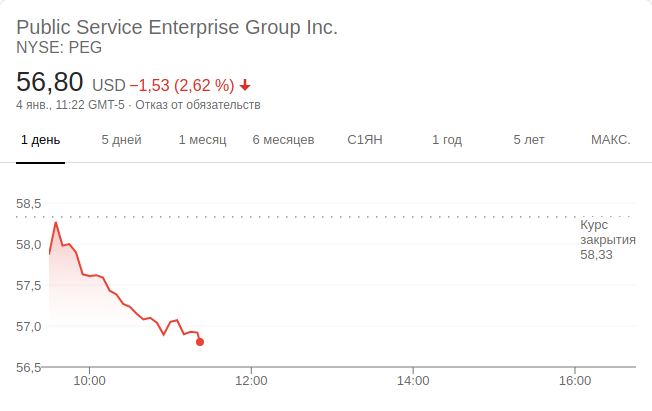 Public Service Enterprise Group Inc.
NYSE: PEG
56,80 USD −1,53 (2,62 %)
4 янв., 11:22 GMT-5 · Отказ от обязательств
1 день 5 дней 1 месяц 6 месяцев С1ЯН 1 год 5 лет МАКС.
58,5
Курс
закрытия
58,33
58,0
57,5
57,0
56,5
10:00 12:00 14:00 16:00